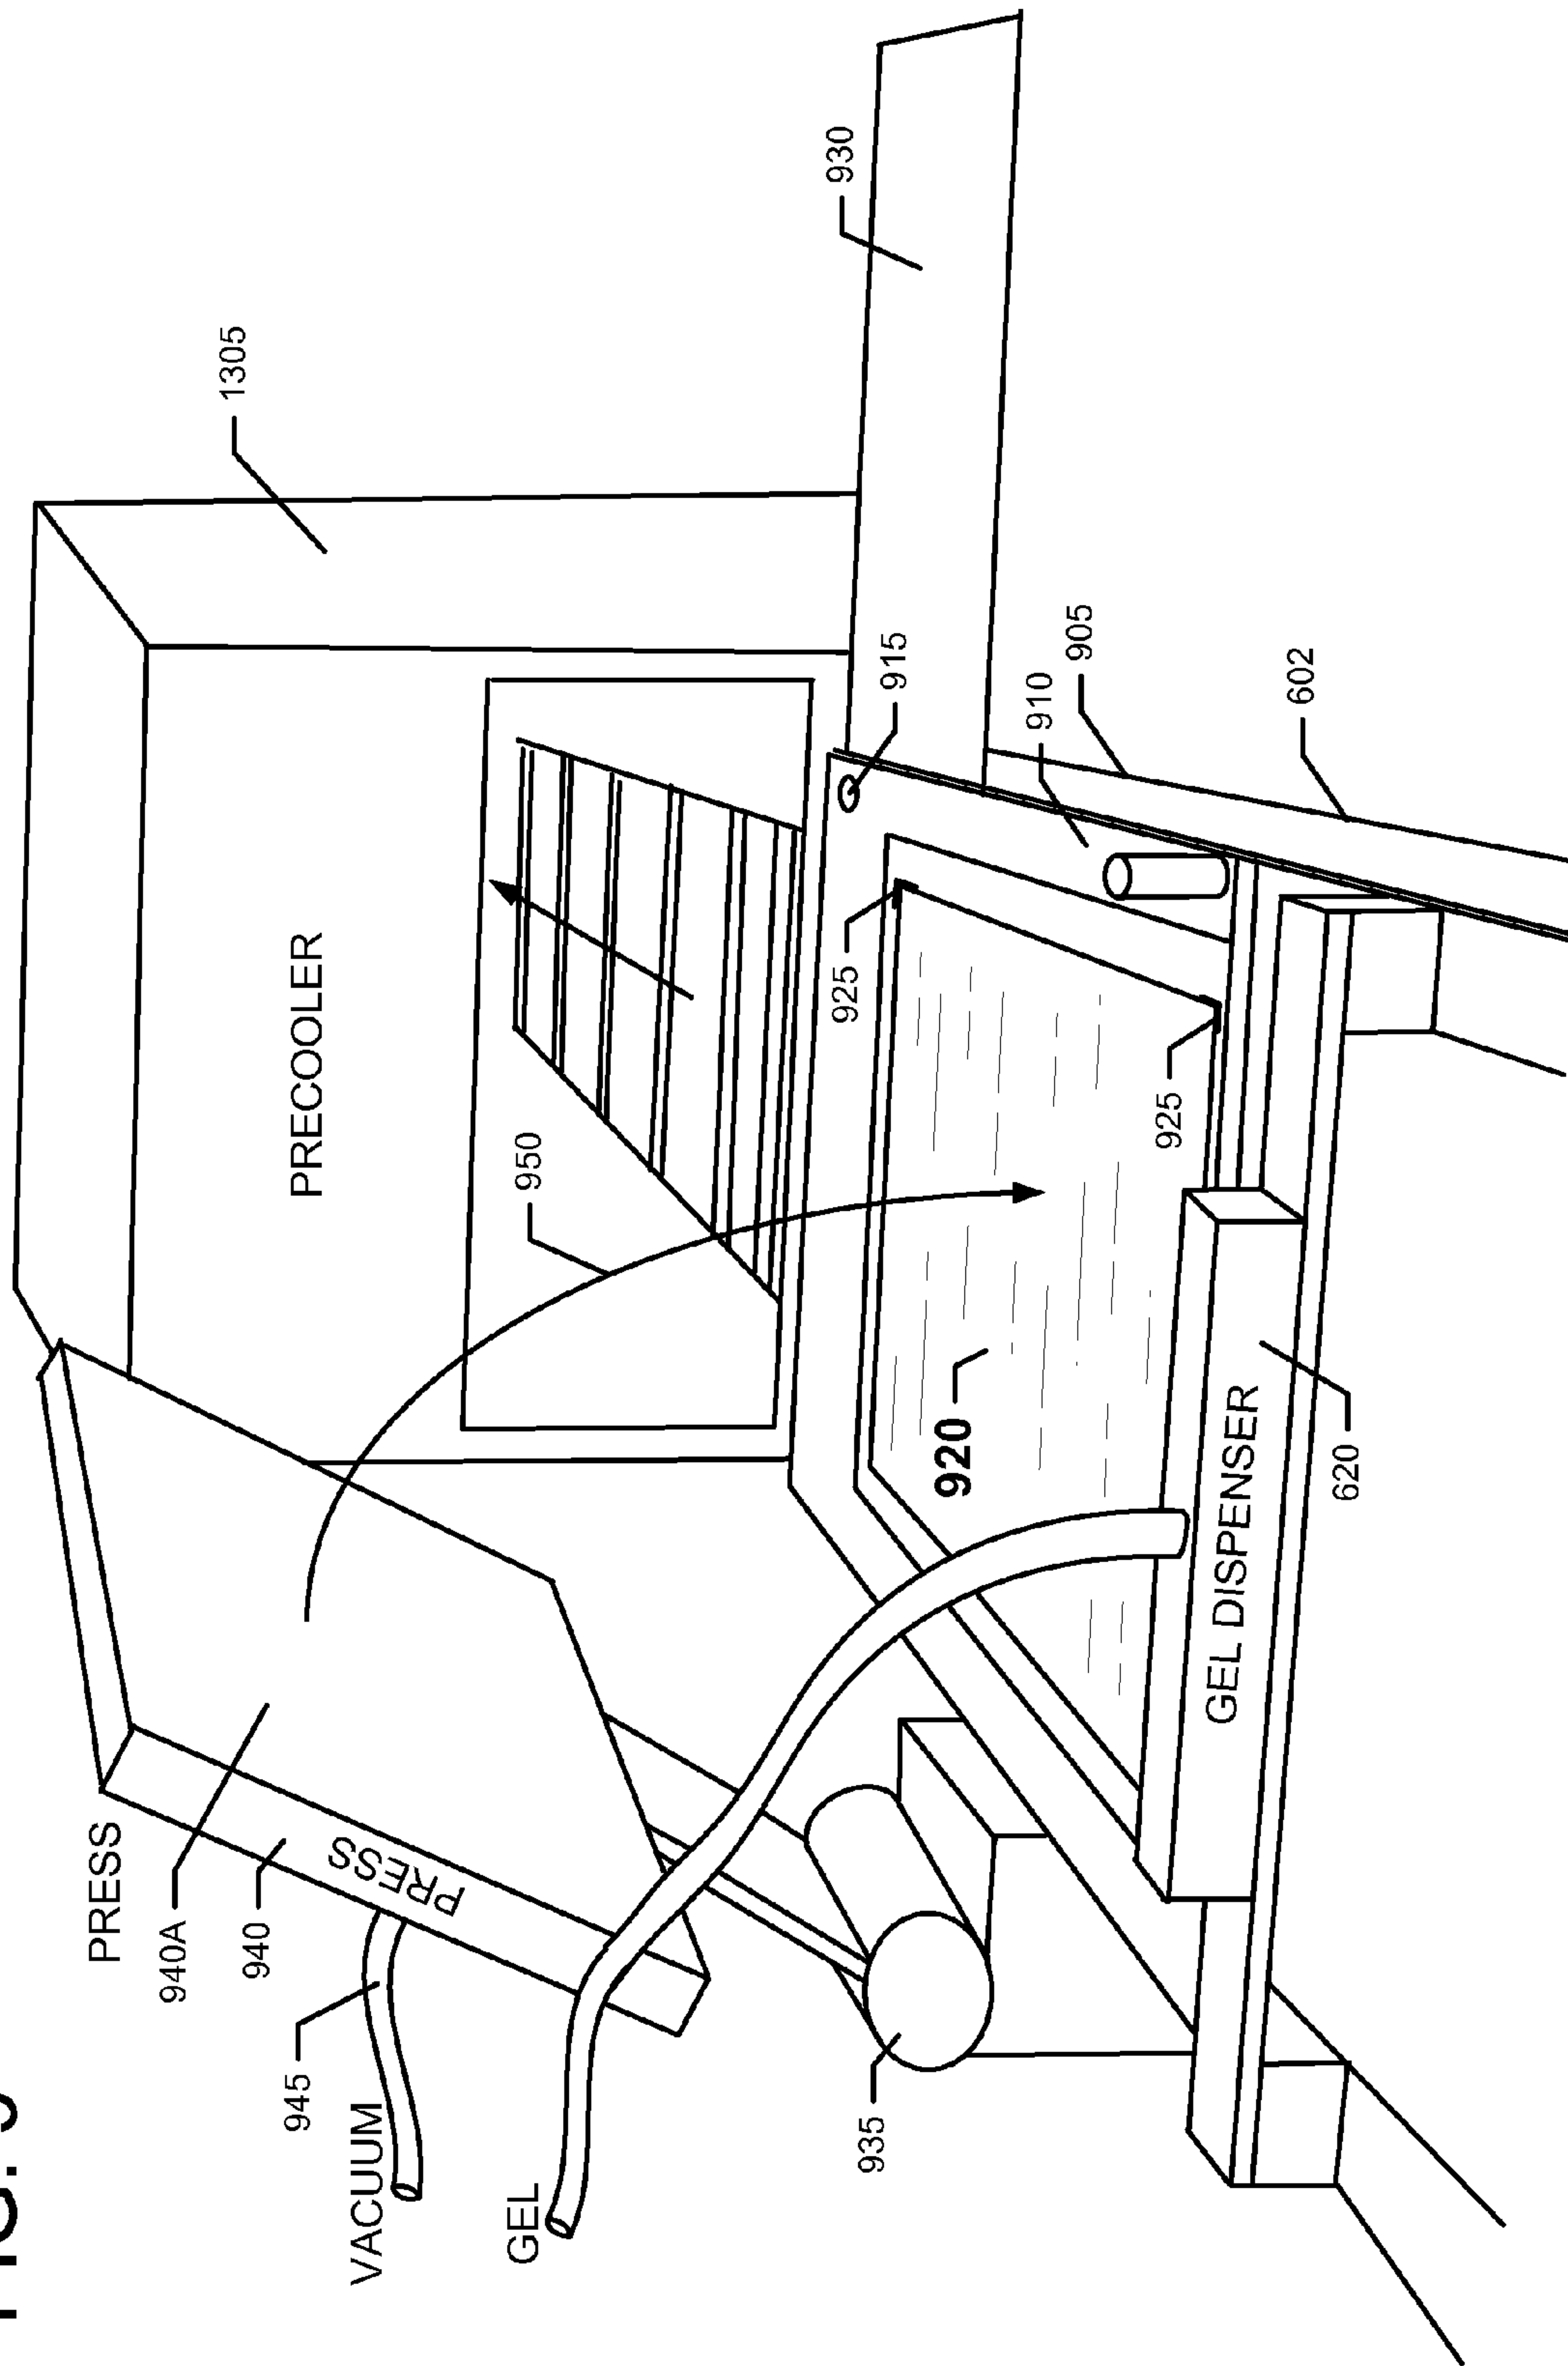 PRESS
940A
940
PRESS
945
VACUUM
GEL
935
PRECOOLER
1305
950
930
915
925
910
905
925
920
GEL DISPENSER
620
602